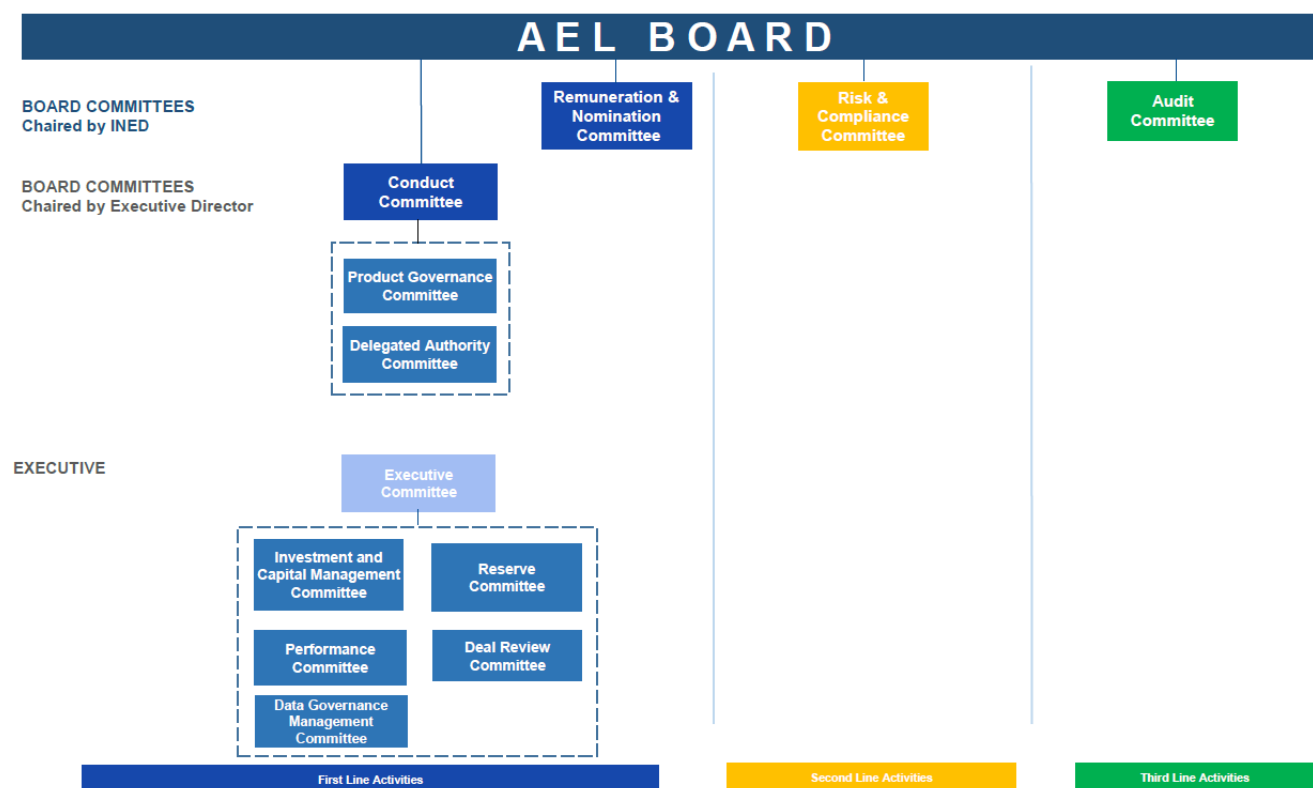 AEL BOARD
BOARD COMMITTEES
Chaired by INED
Remuneration &
Nomination
Committee
Risk &
Compliance
Committee
Audit
Committee
BOARD COMMITTEES
Chaired by Executive Director
Conduct
Committee
Product Governance
Committee
Delegated Authority
Committee
EXECUTIVE
Executive
Committee
Investment and
Capital Management
Committee
Reserve
Committee
Performance
Committee
Deal Review
Committee
Data Governance
Management
Committee
First Line Activities
Second Line Activities
Third Line Activities